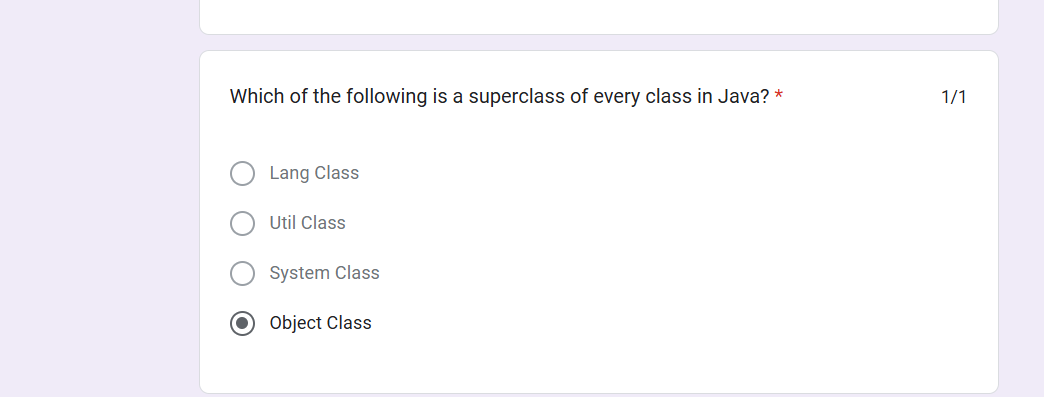 Which of the following is a superclass of every class in Java? * 1/1
Lang Class
Util Class
System Class
Object Class